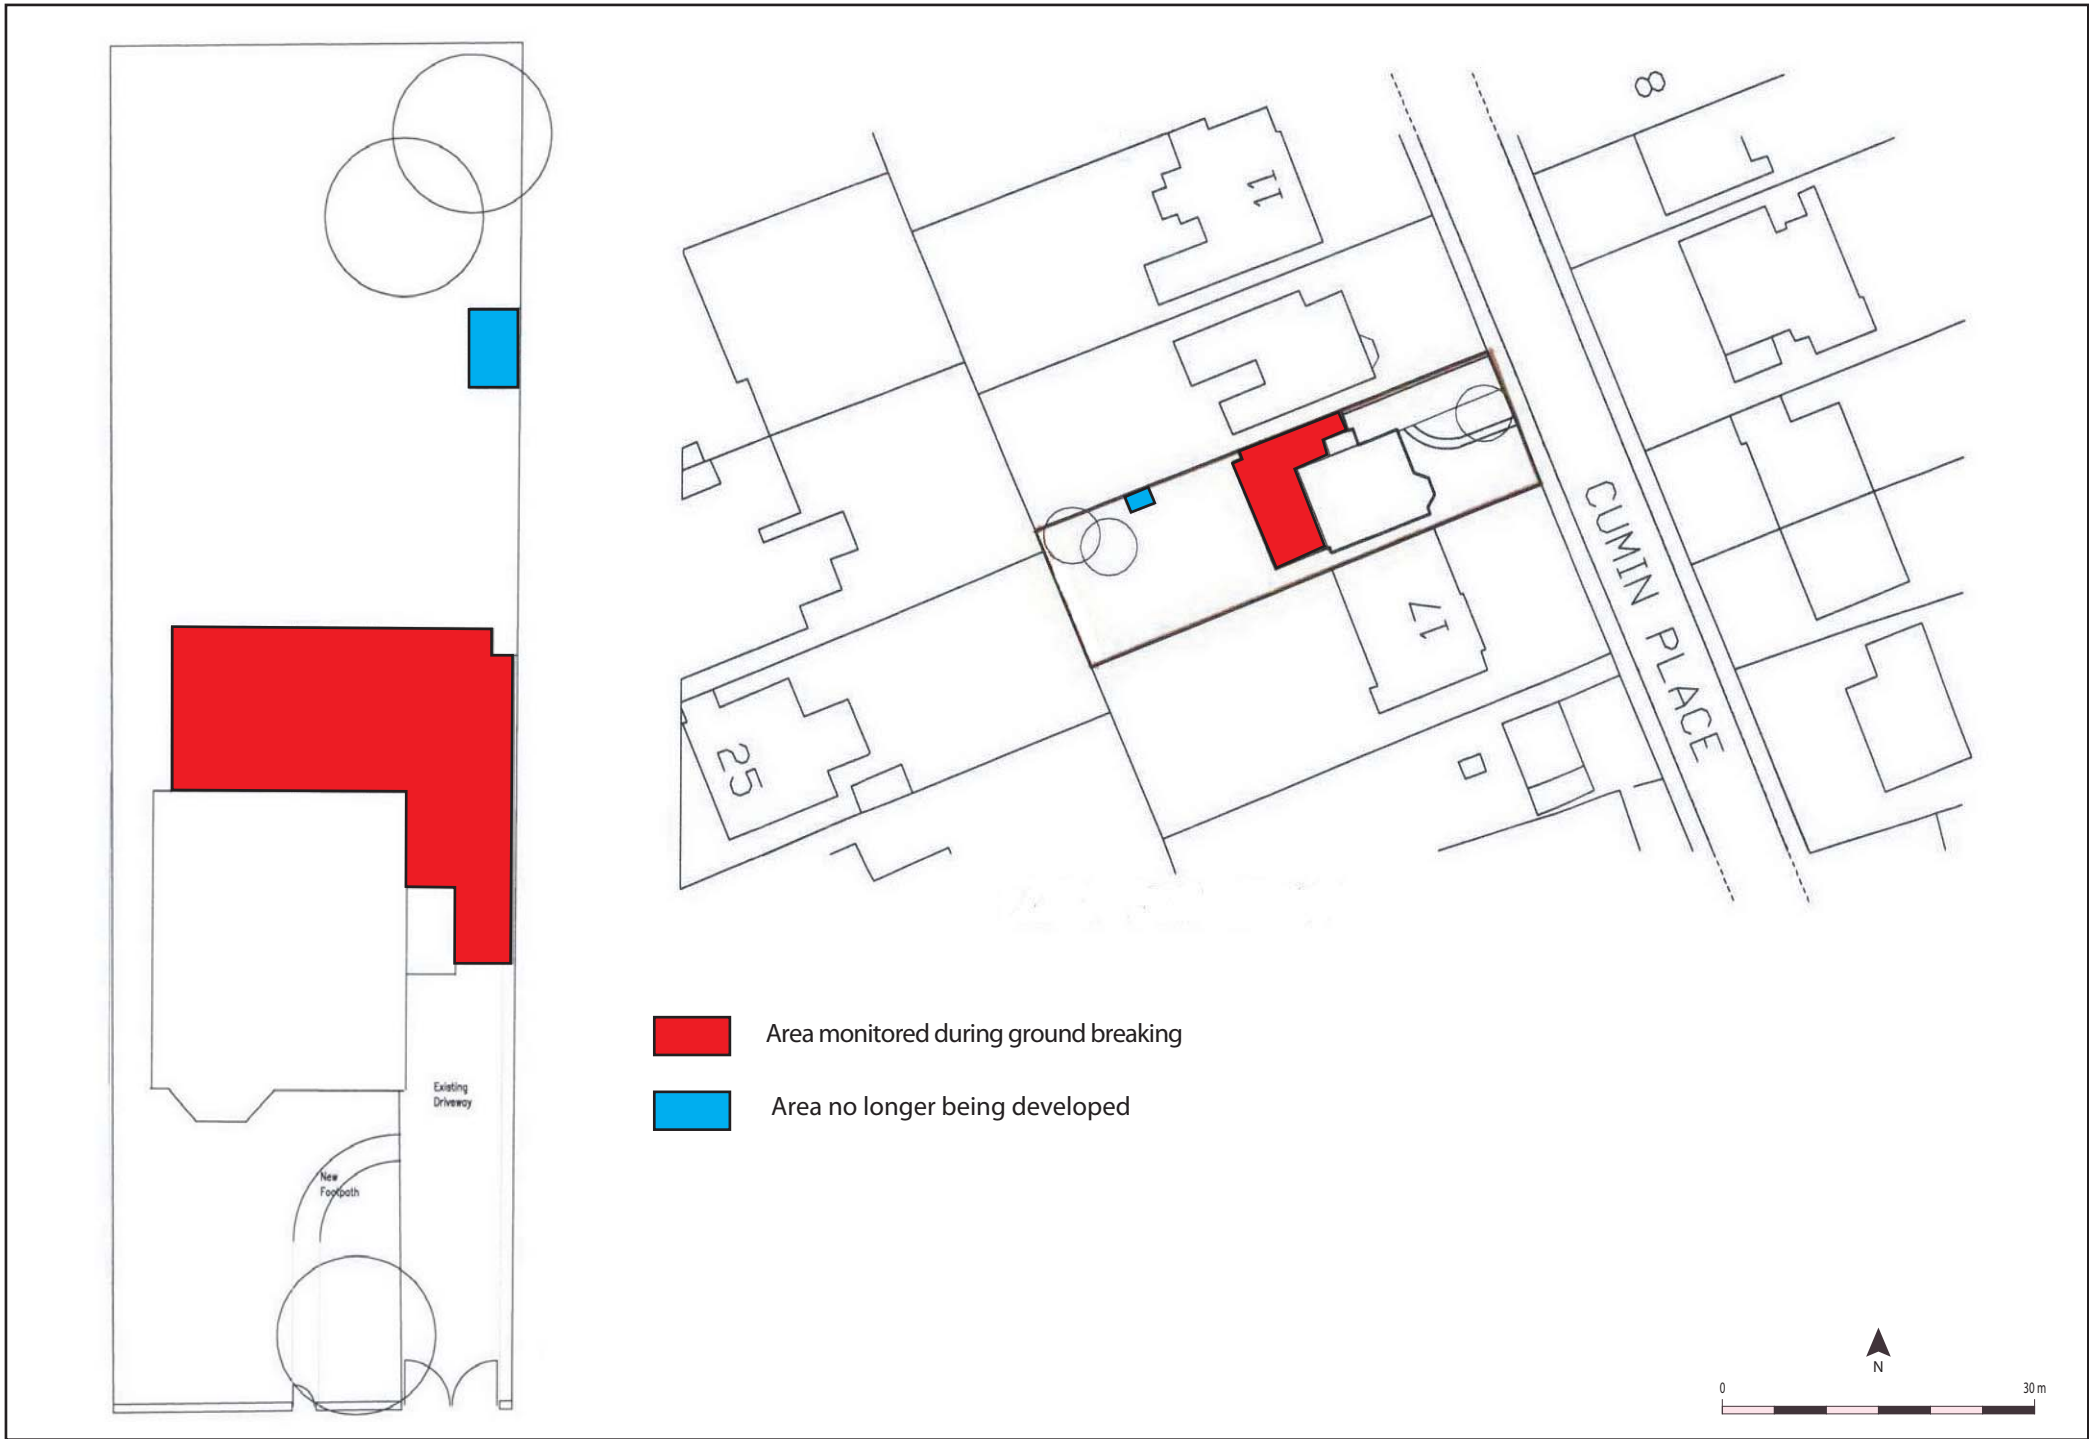 8
11
CUMIN PLACE
17
25
Area monitored during ground breaking
Area no longer being developed
Existing
Driveway
New
Footpath
N
0 30 m